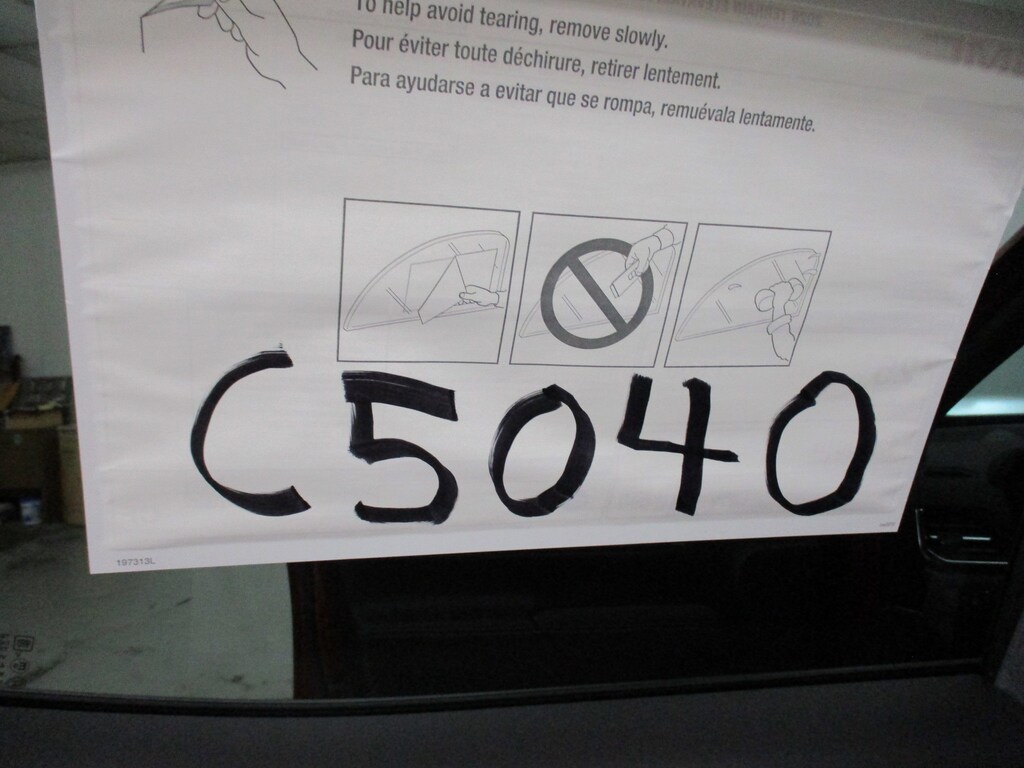 To help avoid tearing, remove slowly.
Pour éviter toute déchirure, retirer lentement.
Para ayudarse a evitar que se rompa, remuévala lentamente.
C5040
197313L